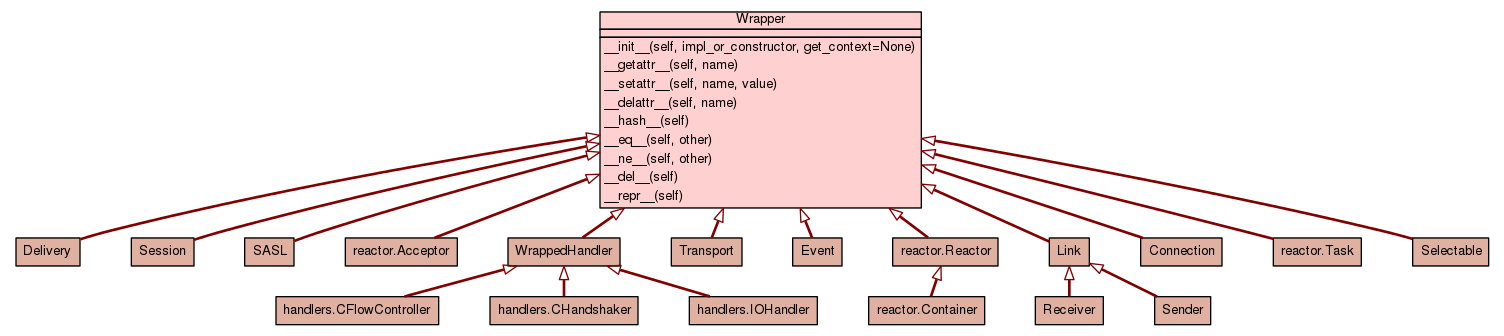 Wrapper
__init__(self, impl_or_constructor, get_context=None)
__getattr__(self, name)
__setattr__(self, name, value)
__delattr__(self, name)
__hash__(self)
__eq__(self, other)
__ne__(self, other)
__del__(self)
__repr__(self)
Delivery
Session
SASL
reactor.Acceptor
WrappedHandler
Transport
Event
reactor.Reactor
Link
Connection
reactor.Task
Selectable
handlers.CFlowController
handlers.CHandshaker
handlers.IOHandler
reactor.Container
Receiver
Sender